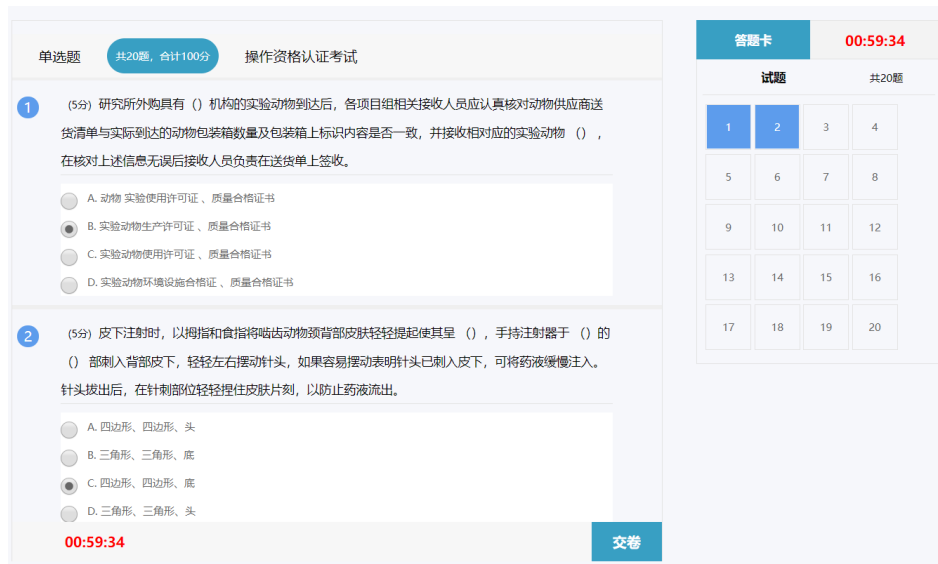 单选题 共20题，合计100分 操作资格认证考试
1 (5分) 研究所外购具有（）机构的实验动物到达后，各项目组相关接收人员应认真核对动物供应商送
货清单与实际到达的动物包装箱数量及包装箱上标识内容是否一致，并接收相对应的实验动物 （） ，
在核对上述信息无误后接收人员负责在送货单上签收。
A. 动物 实验使用许可证 、质量合格证书
B. 实验动物生产许可证 、质量合格证书
C. 实验动物使用许可证 、质量合格证书
D. 实验动物环境设施合格证 、质量合格证书
2 (5分) 皮下注射时，以拇指和食指将啮齿动物颈背部皮肤轻轻提起使其呈 （），手持注射器于 （）的
（） 部刺入背部皮下，轻轻左右摆动针头，如果容易摆动表明针头已刺入皮下，可将药液缓慢注入。
针头拔出后，在针刺部位轻轻捏住皮肤片刻，以防止药液流出。
A. 四边形、四边形、头
B. 三角形、三角形、底
C. 四边形、四边形、底
D. 三角形、三角形、头
00:59:34 交卷
答题卡 00:59:34
试题 共20题
1 2 3 4
5 6 7 8
9 10 11 12
13 14 15 16
17 18 19 20